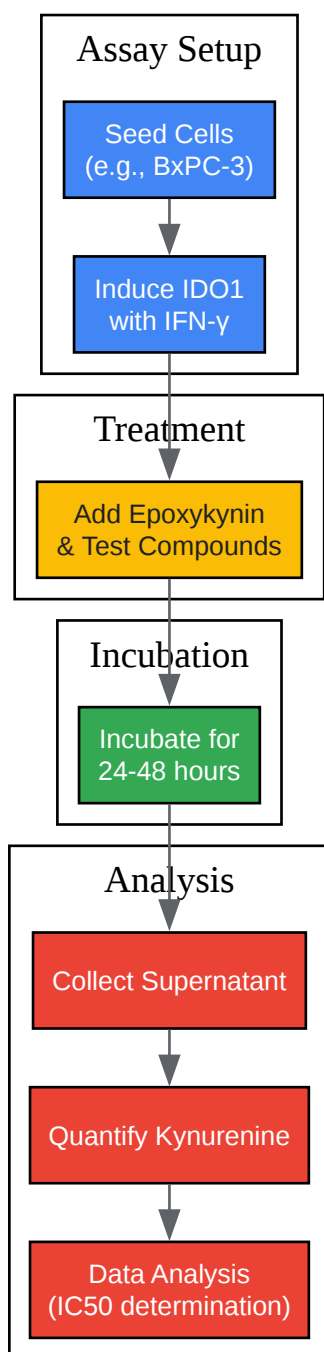 Assay Setup
Seed Cells
(e.g., BxPC-3)
Induce IDO1
with IFN-γ
Treatment
Add Epoxykynin
& Test Compounds
Incubation
Incubate for
24-48 hours
Analysis
Collect Supernatant
Quantify Kynurenine
Data Analysis
(IC50 determination)